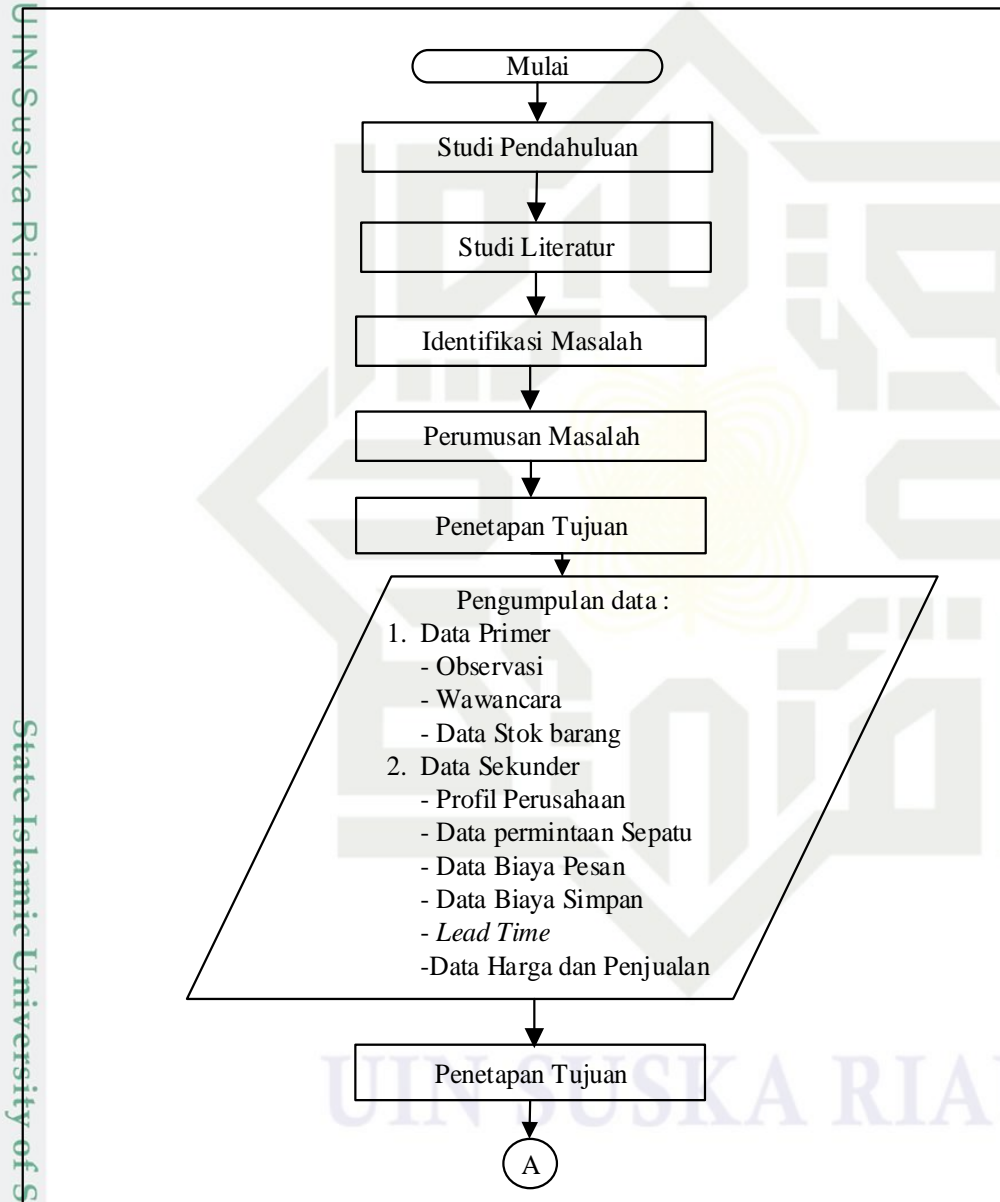 UIN Suska Riau
State Islamic University of S
Mulai
Studi Pendahuluan
Studi Literatur
Identifikasi Masalah
Perumusan Masalah
Penetapan Tujuan
Pengumpulan data :
1. Data Primer
- Observasi
- Wawancara
- Data Stok barang
2. Data Sekunder
- Profil Perusahaan
- Data permintaan Sepatu
- Data Biaya Pesan
- Data Biaya Simpan
- Lead Time
-Data Harga dan Penjualan
Penetapan Tujuan
UIN SUSKA RIAU
A